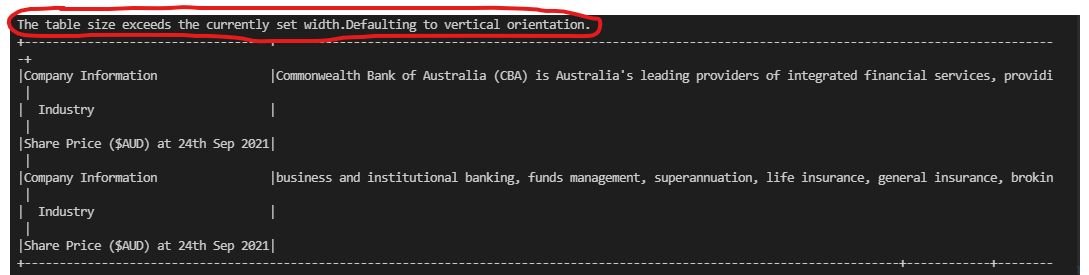 The table size exceeds the currently set width.Defaulting to vertical orientation.
+----------------------------------+---------------------------------------------------------------------------------------------------------
-+
|Company Information               |Commonwealth Bank of Australia (CBA) is Australia's leading providers of integrated financial services, providi
 |
|  Industry                        |
 |
|Share Price ($AUD) at 24th Sep 2021|
 |
|Company Information               |business and institutional banking, funds management, superannuation, life insurance, general insurance, brokin
 |
|  Industry                        |
 |
|Share Price ($AUD) at 24th Sep 2021|
+------------------------------------------------------------------------------------------------------------------------+------------+--------